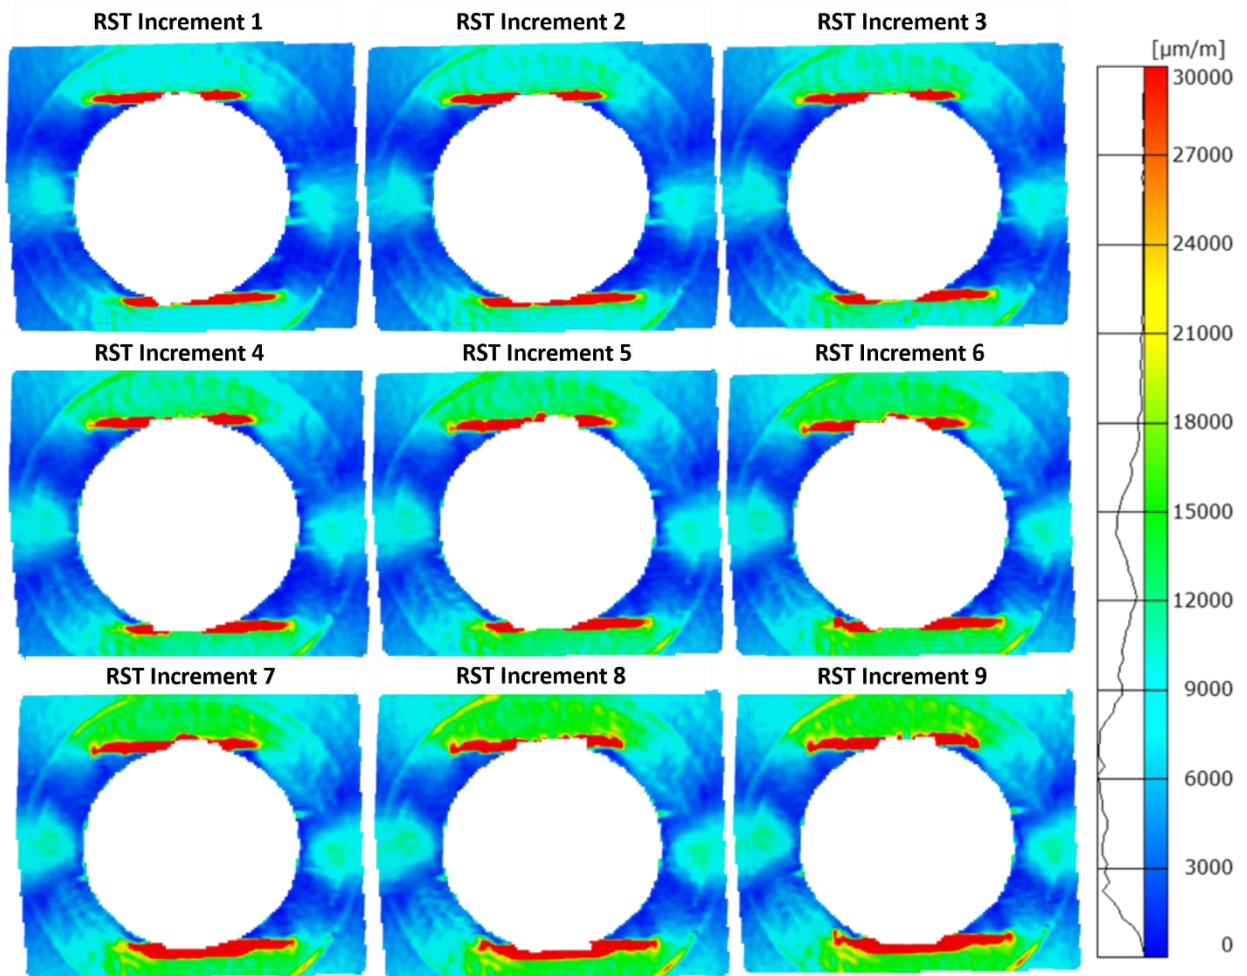 RST Increment 1
RST Increment 2
RST Increment 3
[µm/m]
30000
27000
24000
21000
18000
15000
12000
9000
6000
3000
0
RST Increment 4
RST Increment 5
RST Increment 6
RST Increment 7
RST Increment 8
RST Increment 9